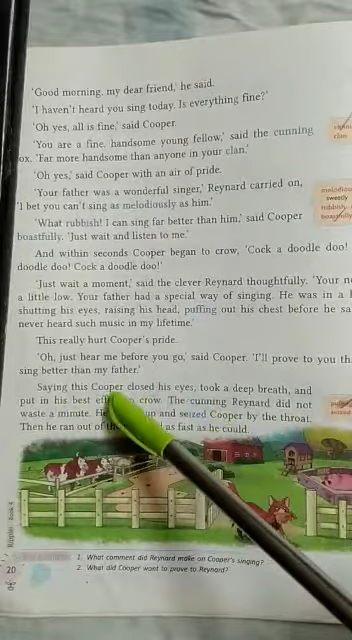 'Good morning, my dear friend,' he said.
'I haven't heard you sing today. Is everything fine?'
'Oh yes, all is fine,' said Cooper.
'You are a fine, handsome young fellow,' said the cunning
ox. 'Far more handsome than anyone in your clan.'
'Oh yes,' said Cooper with an air of pride.
'Your father was a wonderful singer,' Reynard carried on,
'I bet you can't sing as melodiously as him.'
'What rubbish! I can sing far better than him,' said Cooper
boastfully. 'Just wait and listen to me.'
And within seconds Cooper began to crow, 'Cock a doodle doo!
doodle doo! Cock a doodle doo!'
'Just wait a moment,' said the clever Reynard thoughtfully. 'Your
a little low. Your father had a special way of singing. He was in a
shutting his eyes, raising his head, puffing out his chest before he
never heard such music in my lifetime.'
This really hurt Cooper's pride.
'Oh, just hear me before you go,' said Cooper. 'I'll prove to you
sing better than my father.'
Saying this Cooper closed his eyes, took a deep breath, and
put in his best crow. The cunning Reynard did not
waste a minute. up and seized Cooper by the throat.
Then he ran out of as fast as he could.
clan
sweetly
1. What comment did Reynard make on Cooper's singing?
2. What did Cooper want to prove to Reynard?
20